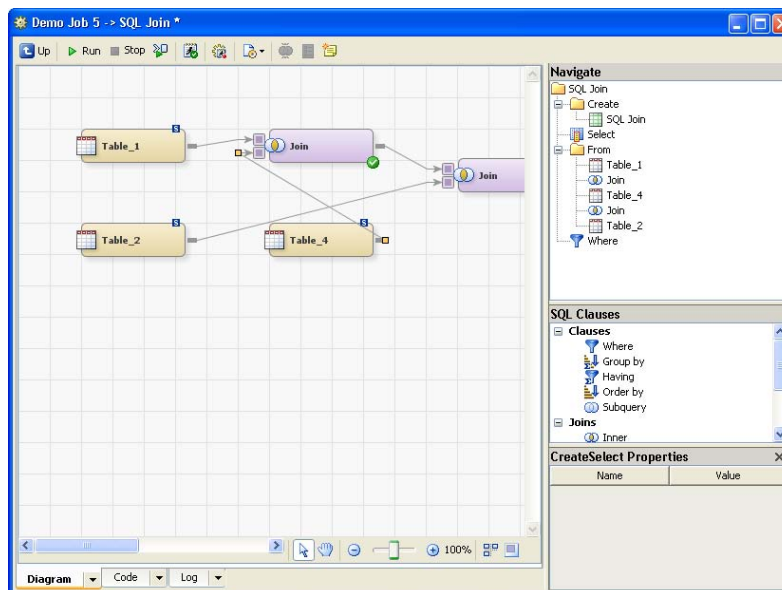 Demo Job 5 -> SQL Join *
Up Run Stop
Table_1
Join
Join
Table_2
Table_4
100%
Diagram Code Log
Navigate
SQL Join
Create
SQL Join
Select
From
Table_1
Join
Table_4
Join
Table_2
Where
SQL Clauses
Clauses
Where
Group by
Having
Order by
Subquery
Joins
Inner
CreateSelect Properties
Name Value